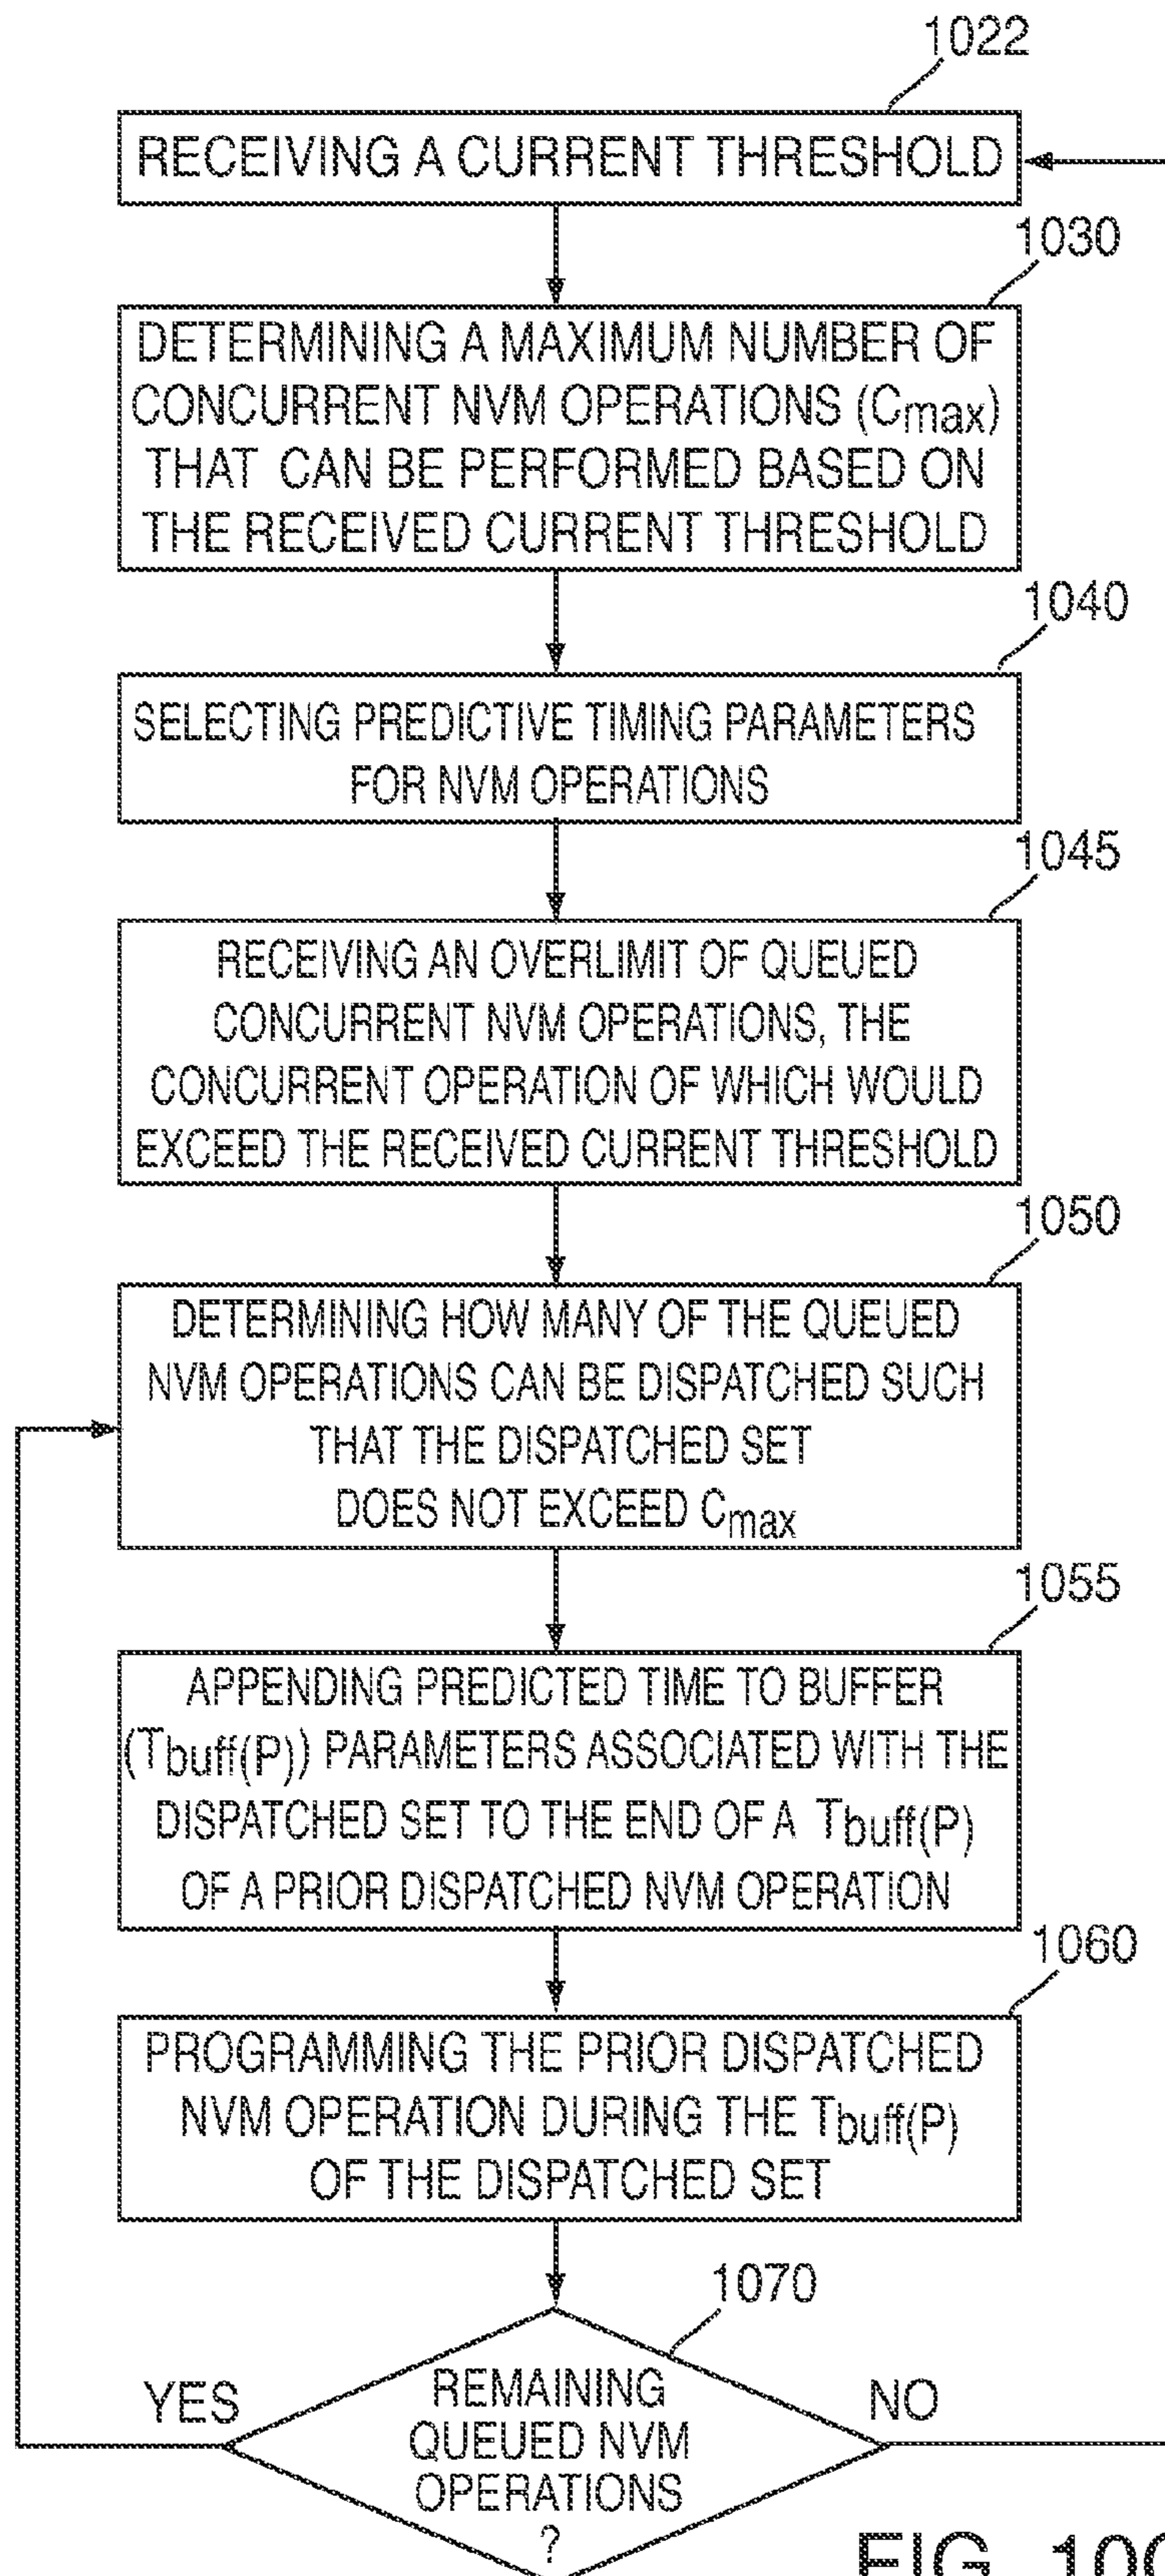 1022
RECEIVING A CURRENT THRESHOLD
1030
DETERMINING A MAXIMUM NUMBER OF
CONCURRENT NVM OPERATIONS (Cmax)
THAT CAN BE PERFORMED BASED ON
THE RECEIVED CURRENT THRESHOLD
1040
SELECTING PREDICTIVE TIMING PARAMETERS
FOR NVM OPERATIONS
1045
RECEIVING AN OVERLIMIT OF QUEUED
CONCURRENT NVM OPERATIONS, THE
CONCURRENT OPERATION OF WHICH WOULD
EXCEED THE RECEIVED CURRENT THRESHOLD
1050
DETERMINING HOW MANY OF THE QUEUED
NVM OPERATIONS CAN BE DISPATCHED SUCH
THAT THE DISPATCHED SET
DOES NOT EXCEED Cmax
1055
APPENDING PREDICTED TIME TO BUFFER
(Tbuff(P)) PARAMETERS ASSOCIATED WITH THE
DISPATCHED SET TO THE END OF A Tbuff(P)
OF A PRIOR DISPATCHED NVM OPERATION
1060
PROGRAMMING THE PRIOR DISPATCHED
NVM OPERATION DURING THE Tbuff(P)
OF THE DISPATCHED SET
1070
YES
REMAINING
QUEUED NVM
OPERATIONS
?
NO
FIG.